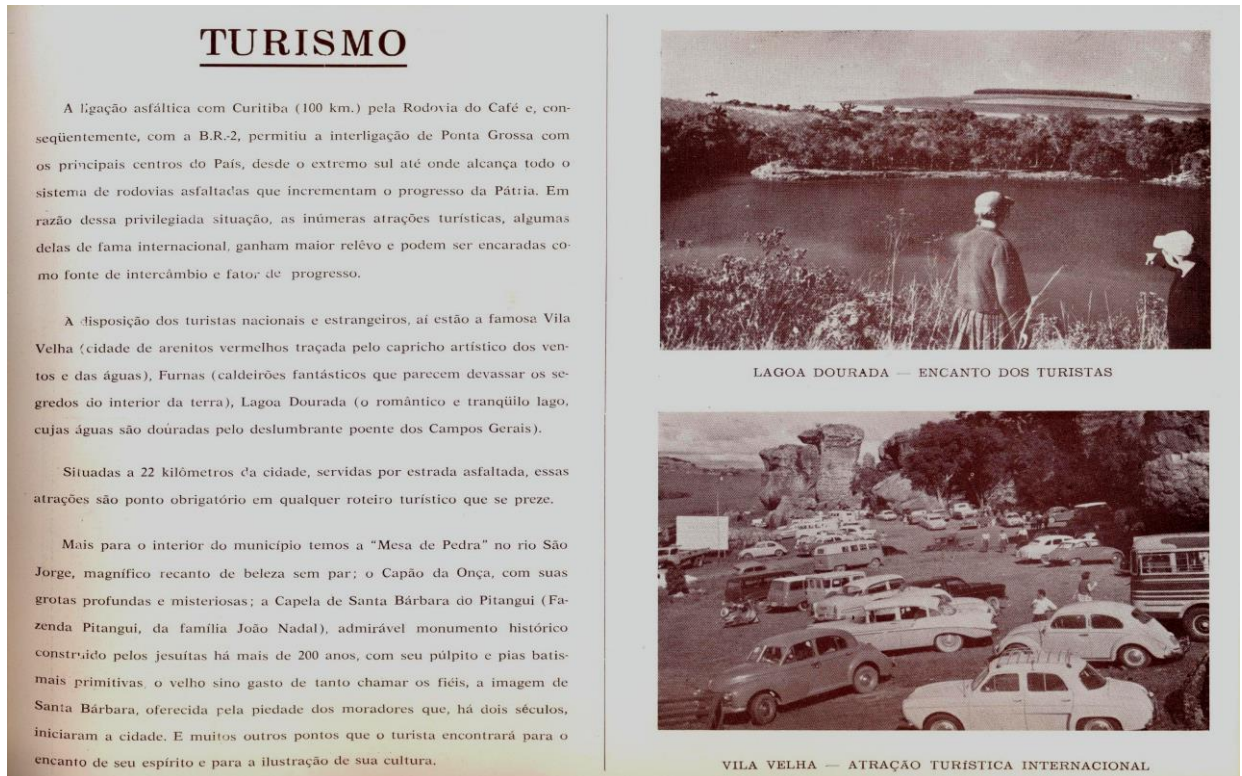 TURISMO
A ligação asfáltica com Curitiba (100 km.) pela Rodovia do Café e, con-
seqüentemente, com a B.R.-2, permitiu a interligação de Ponta Grossa com
os principais centros do País, desde o extremo sul até onde alcança todo o
sistema de rodovias asfaltadas que incrementam o progresso da Pátria. Em
razão dessa privilegiada situação, as inúmeras atrações turísticas, algumas
delas de fama internacional, ganham maior relêvo e podem ser encaradas co-
mo fonte de intercâmbio e fator de progresso.
À disposição dos turistas nacionais e estrangeiros, aí estão a famosa Vila
Velha (cidade de arenitos vermelhos traçada pelo capricho artístico dos ven-
tos e das águas), Furnas (caldeirões fantásticos que parecem devassar os se-
gredos do interior da terra), Lagoa Dourada (o romântico e tranqüilo lago,
cujas águas são douradas pelo deslumbrante poente dos Campos Gerais).
Situadas a 22 kilômetros da cidade, servidas por estrada asfaltada, essas
atrações são ponto obrigatório em qualquer roteiro turístico que se preze.
Mais para o interior do município temos a "Mesa de Pedra" no rio São
Jorge, magnífico recanto de beleza sem par; o Capão da Onça, com suas
grotas profundas e misteriosas; a Capela de Santa Bárbara do Pitangui (Fa-
zenda Pitangui, da família João Nadal), admirável monumento histórico
construido pelos jesuítas há mais de 200 anos, com seu púlpito e pias batis-
mais primitivas, o velho sino gasto de tanto chamar os fiéis, a imagem de
Santa Bárbara, oferecida pela piedade dos moradores que, há dois séculos,
iniciaram a cidade. E muitos outros pontos que o turista encontrará para o
encanto de seu espírito e para a ilustração de sua cultura.
LAGOA DOURADA — ENCANTO DOS TURISTAS
VILA VELHA — ATRAÇÃO TURÍSTICA INTERNACIONAL